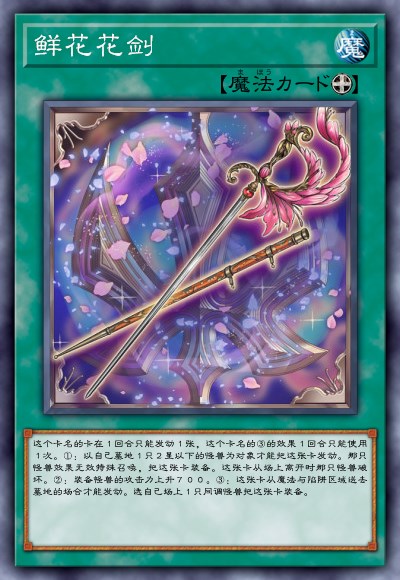 鲜花花剑
魔
まほう
【魔法カード】
这个卡名的卡在1回合只能发动1张，这个卡名的③的效果1回合只能使用
1次。①：以自己墓地1只2星以下的怪兽为对象才能把这张卡发动。那只
怪兽效果无效特殊召唤，把这张卡装备。这张卡从场上离开时那只怪兽破
坏。②：装备怪兽的攻击力上升700。③：这张卡从魔法与陷阱区域送去
墓地的场合才能发动。选自己场上1只同调怪兽把这张卡装备。